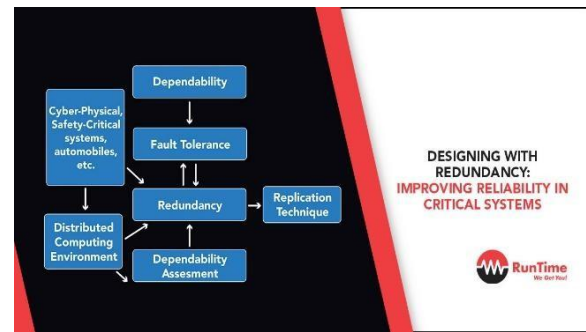 Dependability
Cyber-Physical,
Safety-Critical
systems,
automobiles,
etc.
Fault Tolerance
Redundancy
Replication
Technique
Distributed
Computing
Environment
Dependability
Assesment
DESIGNING WITH
REDUNDANCY:
IMPROVING RELIABILITY IN
CRITICAL SYSTEMS
RunTime
We Get You!